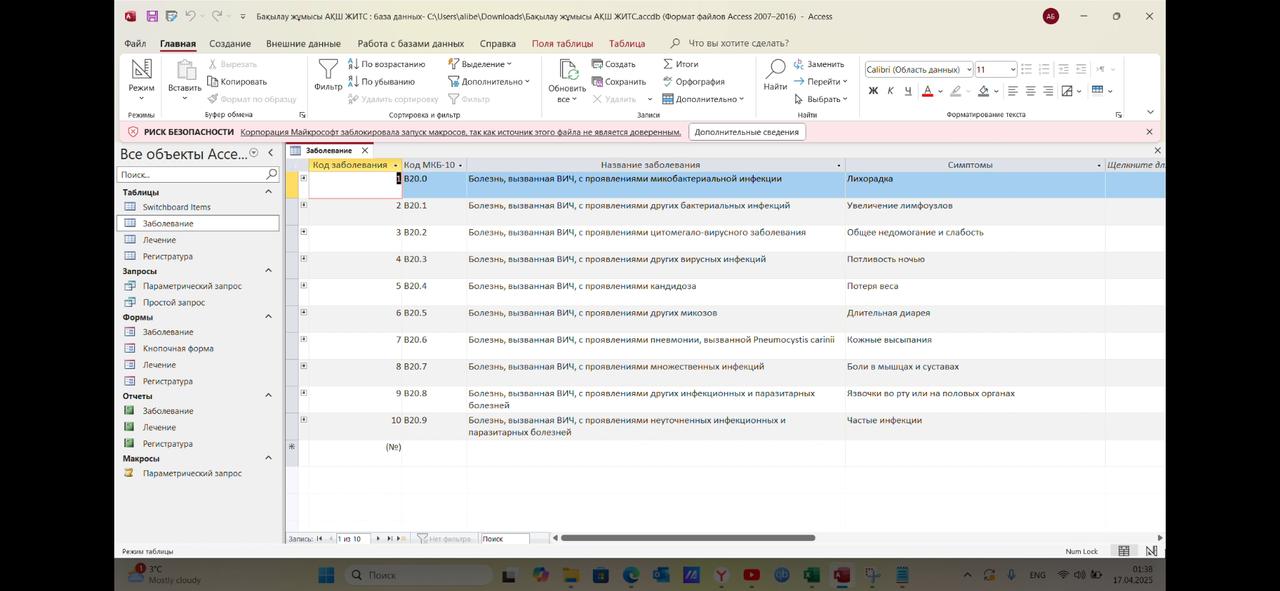 Бақылау жұмысы АҚШ ЖИТС : база данных- C:\Users\alibe\Downloads\Бақылау жұмысы АҚШ ЖИТС.accdb (Формат файлов Access 2007–2016) - Access
АБ
Файл Главная Создание Внешние данные Работа с базами данных Справка Поля таблицы Таблица Что вы хотите сделать?
Режим
Режимы
Вставить
Вырезать
Копировать
Формат по образцу
Буфер обмена
Фильтр
По возрастанию
По убыванию
Удалить сортировку
Выделение
Дополнительно
Фильтр
Сортировка и фильтр
Обновить все
Создать
Сохранить
Удалить
Итоги
Орфография
Дополнительно
Записи
Найти
Заменить
Перейти
Выбрать
Найти
Calibri (Область данных) 11
Ж К Ч А
Форматирование текста
РИСК БЕЗОПАСНОСТИ Корпорация Майкрософт заблокировала запуск макросов, так как источник этого файла не является доверенным. Дополнительные сведения
Все объекты Acce...
Поиск...
Таблицы
Switchboard Items
Заболевание
Лечение
Регистратура
Запросы
Параметрический запрос
Простой запрос
Формы
Заболевание
Кнопочная форма
Лечение
Регистратура
Отчеты
Заболевание
Лечение
Регистратура
Макросы
Параметрический запрос
Заболевание
Код заболевания Код МКБ-10 Название заболевания Симптомы Щелкните дл
1 B20.0 Болезнь, вызванная ВИЧ, с проявлениями микобактериальной инфекции Лихорадка
2 B20.1 Болезнь, вызванная ВИЧ, с проявлениями других бактериальных инфекций Увеличение лимфоузлов
3 B20.2 Болезнь, вызванная ВИЧ, с проявлениями цитомегало-вирусного заболевания Общее недомогание и слабость
4 B20.3 Болезнь, вызванная ВИЧ, с проявлениями других вирусных инфекций Потливость ночью
5 B20.4 Болезнь, вызванная ВИЧ, с проявлениями кандидоза Потеря веса
6 B20.5 Болезнь, вызванная ВИЧ, с проявлениями других микозов Длительная диарея
7 B20.6 Болезнь, вызванная ВИЧ, с проявлениями пневмонии, вызванной Pneumocystis carinii Кожные высыпания
8 B20.7 Болезнь, вызванная ВИЧ, с проявлениями множественных инфекций Боли в мышцах и суставах
9 B20.8 Болезнь, вызванная ВИЧ, с проявлениями других инфекционных и паразитарных Язвочки во рту или на половых органах
болезней
10 B20.9 Болезнь, вызванная ВИЧ, с проявлениями неуточненных инфекционных и Частые инфекции
паразитарных болезней
(№)
Запись: 1 из 10 Нет фильтра Поиск
Режим таблицы Num Lock
1
3°C
Mostly cloudy
Поиск
ENG
01:38
17.04.2025